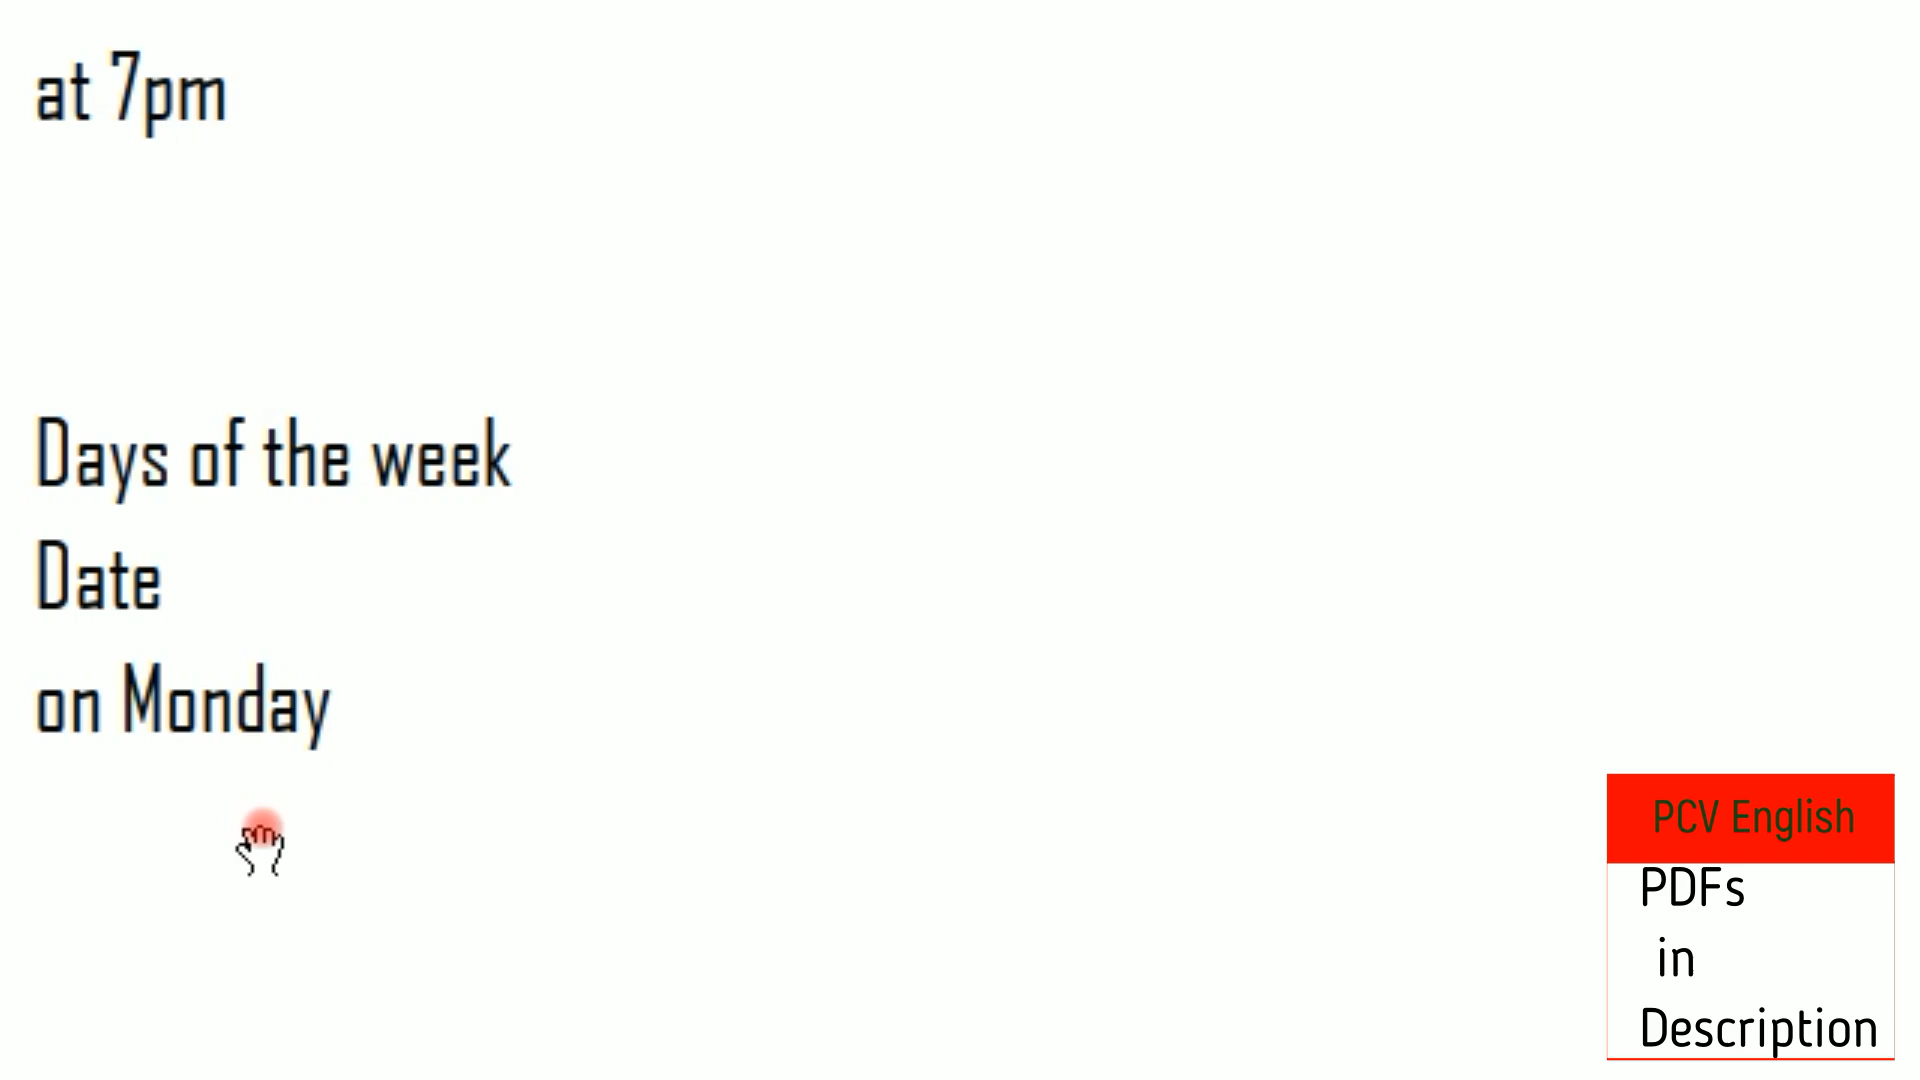 at 7pm
Days of the week
Date
on Monday
PCV English
PDFs
in
Description